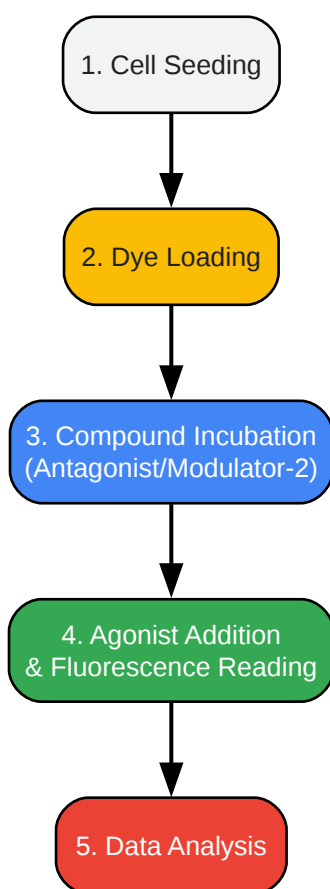 1. Cell Seeding
2. Dye Loading
3. Compound Incubation
(Antagonist/Modulator-2)
4. Agonist Addition
& Fluorescence Reading
5. Data Analysis